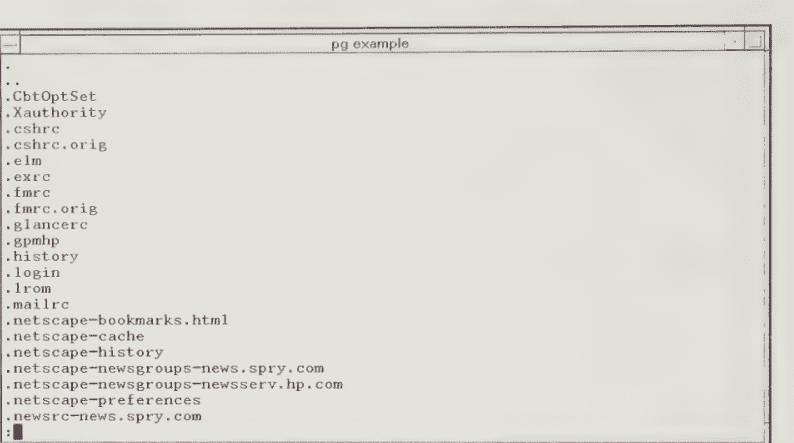 pg example
.
..
.CbtOptSet
.Xauthority
.cshrc
.cshrc.orig
.elm
.exrc
.fmrc
.fmrc.orig
.glancerc
.gpmhp
.history
.login
.lrom
.mailrc
.netscape-bookmarks.html
.netscape-cache
.netscape-history
.netscape-newsgroups-news.spry.com
.netscape-newsgroups-newsserv.hp.com
.netscape-preferences
.newsrc-news.spry.com
: